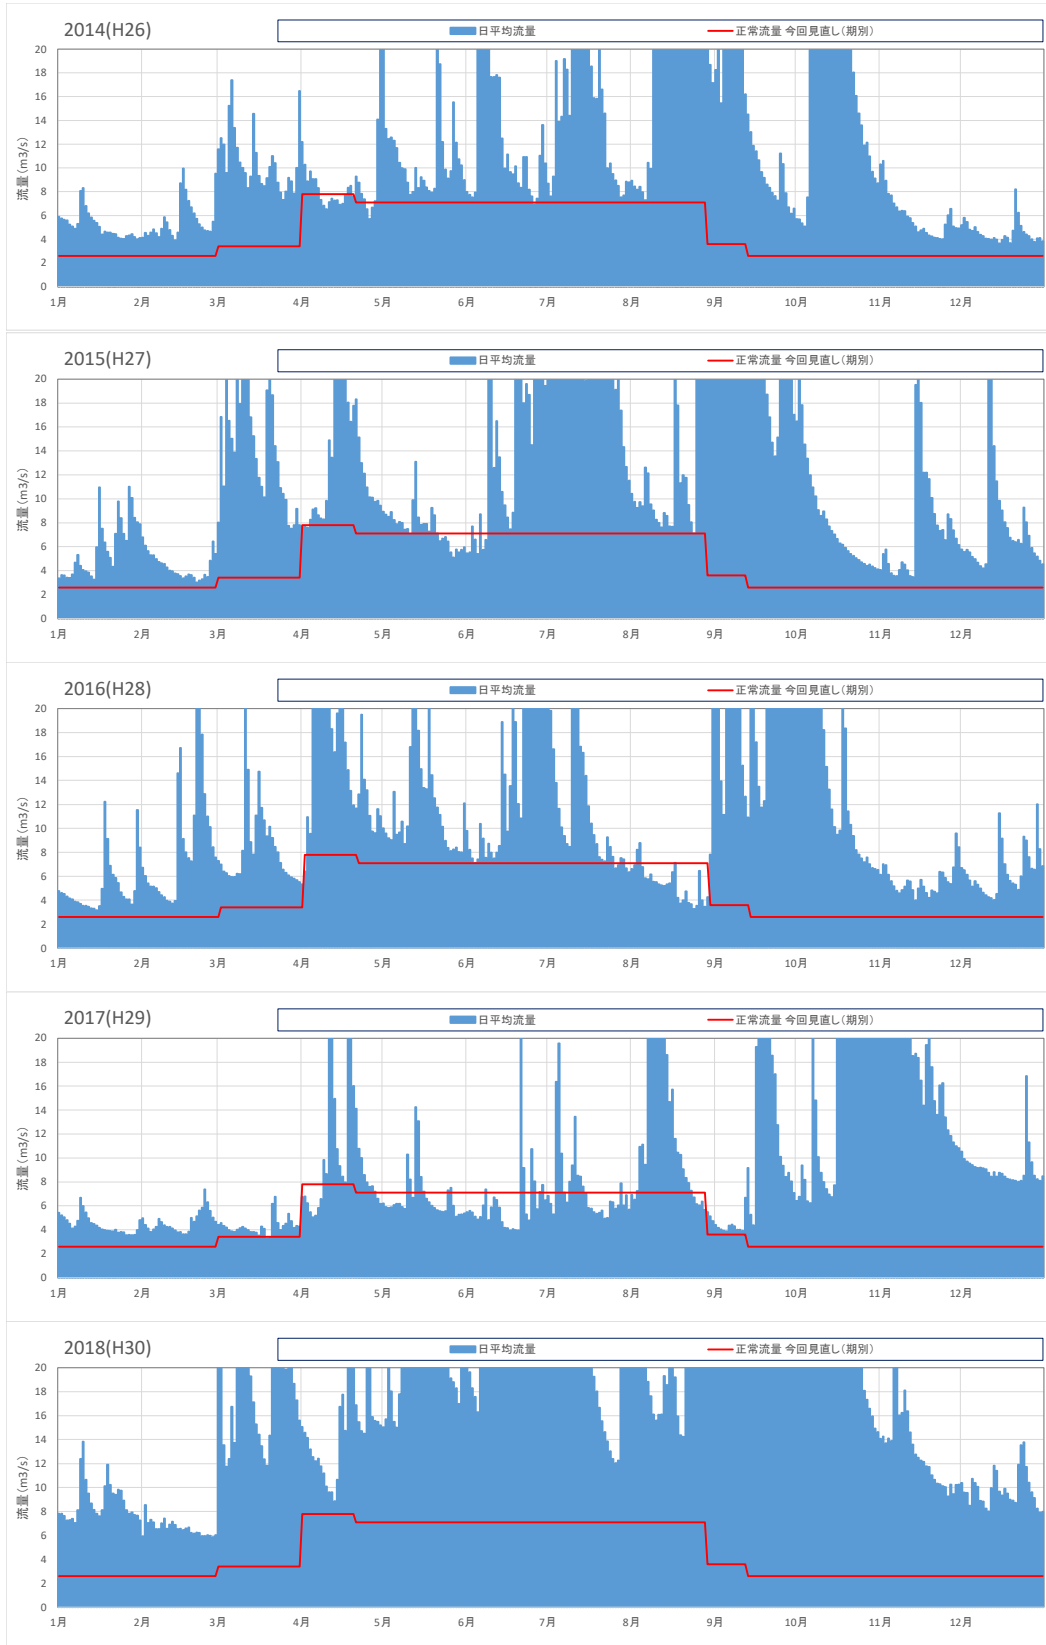 2014(H26)
日平均流量
正常流量 今回見直し(期別)
流量(m3/s)
20
18
16
14
12
10
8
6
4
2
0
1月 2月 3月 4月 5月 6月 7月 8月 9月 10月 11月 12月
2015(H27)
日平均流量
正常流量 今回見直し(期別)
流量(m3/s)
20
18
16
14
12
10
8
6
4
2
0
1月 2月 3月 4月 5月 6月 7月 8月 9月 10月 11月 12月
2016(H28)
日平均流量
正常流量 今回見直し(期別)
流量(m3/s)
20
18
16
14
12
10
8
6
4
2
0
1月 2月 3月 4月 5月 6月 7月 8月 9月 10月 11月 12月
2017(H29)
日平均流量
正常流量 今回見直し(期別)
流量(m3/s)
20
18
16
14
12
10
8
6
4
2
0
1月 2月 3月 4月 5月 6月 7月 8月 9月 10月 11月 12月
2018(H30)
日平均流量
正常流量 今回見直し(期別)
流量(m3/s)
20
18
16
14
12
10
8
6
4
2
0
1月 2月 3月 4月 5月 6月 7月 8月 9月 10月 11月 12月